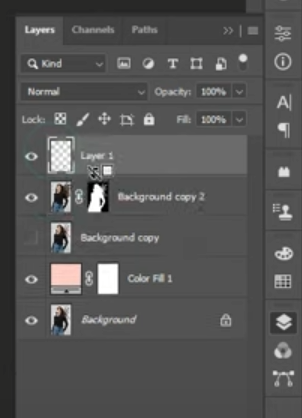 Layers Channels Paths
Kind
Normal Opacity: 100%
Lock: Fill: 100%
Layer 1
Background copy 2
Background copy
Color Fill 1
Background